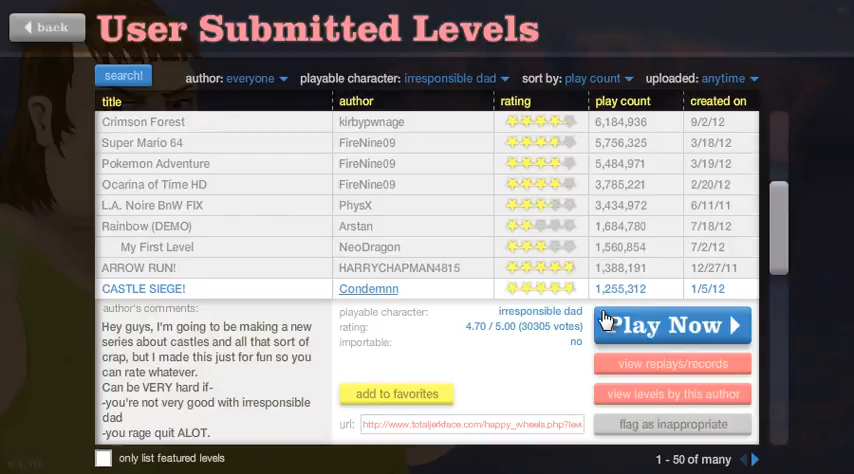 back
User Submitted Levels
search!
author: everyone playable character: irresponsible dad sort by: play count uploaded: anytime
title author rating play count created on
Crimson Forest kirbypwnage 6,184,936 9/2/12
Super Mario 64 FireNine09 5,756,325 3/18/12
Pokemon Adventure FireNine09 5,484,971 3/19/12
Ocarina of Time HD FireNine09 3,785,221 2/20/12
L.A. Noire BnW FIX PhysX 3,434,972 6/11/11
Rainbow (DEMO) Arstan 1,684,780 7/18/12
My First Level NeoDragon 1,560,854 7/2/12
ARROW RUN! HARRYCHAPMAN4815 1,388,191 12/27/11
CASTLE SIEGE! Condemnn 1,255,312 1/5/12
author's comments:
Hey guys, I'm going to be making a new
series about castles and all that sort of
crap, but I made this just for fun so you
can rate whatever.
Can be VERY hard if-
-you're not very good with irresponsible
dad
-you rage quit ALOT.
playable character: irresponsible dad
rating: 4.70 / 5.00 (30305 votes)
importable: no
add to favorites
url: http://www.totaljerkface.com/happy_wheels.php?leve
Play Now
view replays/records
view levels by this author
flag as inappropriate
only list featured levels
1 - 50 of many